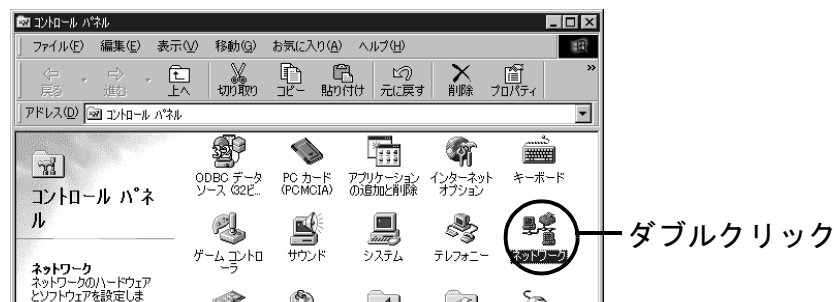 コントロール パネル
ファイル(F) 編集(E) 表示(V) 移動(G) お気に入り(A) ヘルプ(H)
戻る 進む 上へ 切り取り コピー 貼り付け 元に戻す 削除 プロパティ »
アドレス(D) コントロール パネル
コントロール パネ
ル
ネットワーク
ネットワークのハードウェア
とソフトウェアを設定しま
32
ODBC データ
ソース (32ビ...
PC カード
(PCMCIA)
アプリケーション
の追加と削除
インターネット
オプション
キーボード
ゲーム コントロ
ーラ
サウンド
システム
テレフォニー
ネットワーク
ダブルクリック